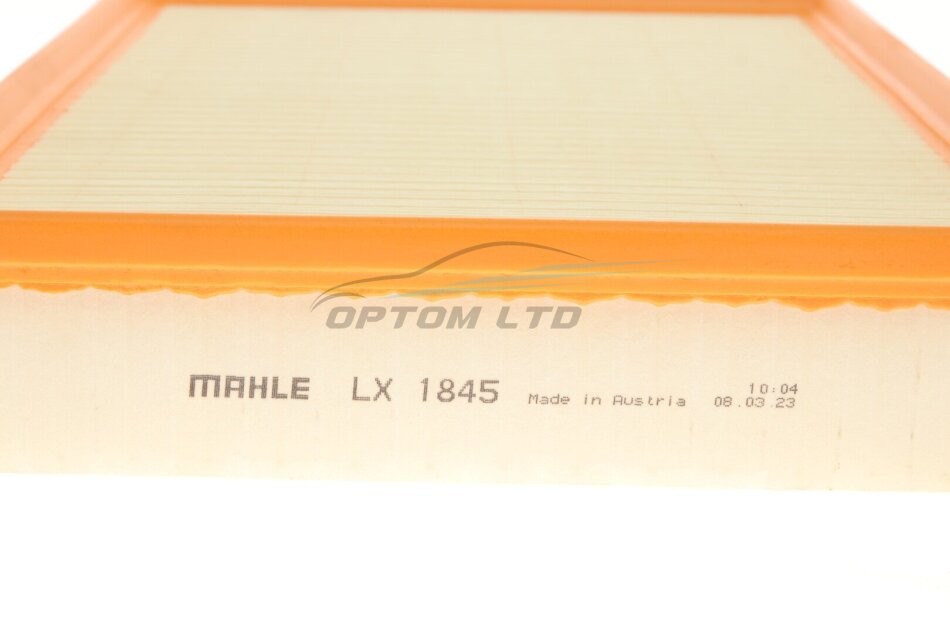 OPTOM LTD
MAHLE LX 1845 Made in Austria 10:04
08.03.23